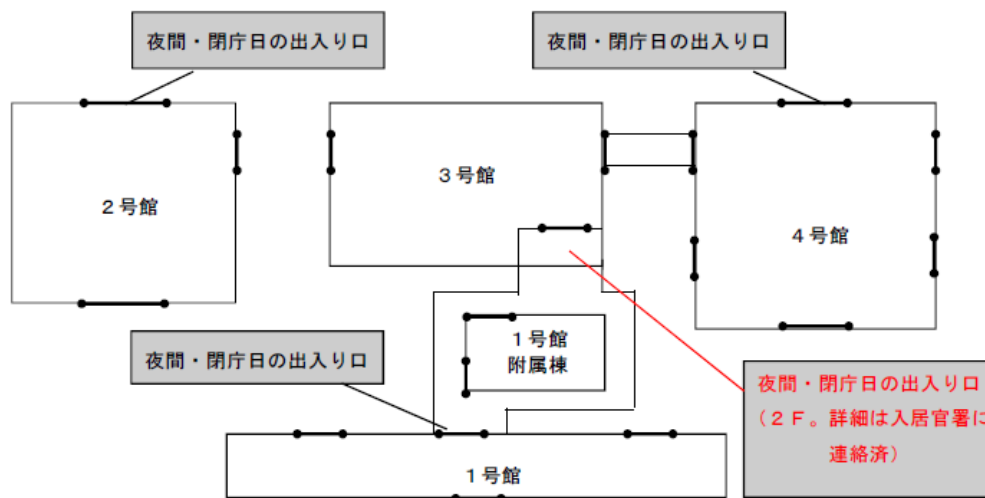 夜間・閉庁日の出入り口
夜間・閉庁日の出入り口
２号館
３号館
４号館
１号館
附属棟
夜間・閉庁日の出入り口
夜間・閉庁日の出入り口
（２Ｆ。詳細は入居官署に
連絡済）
１号館